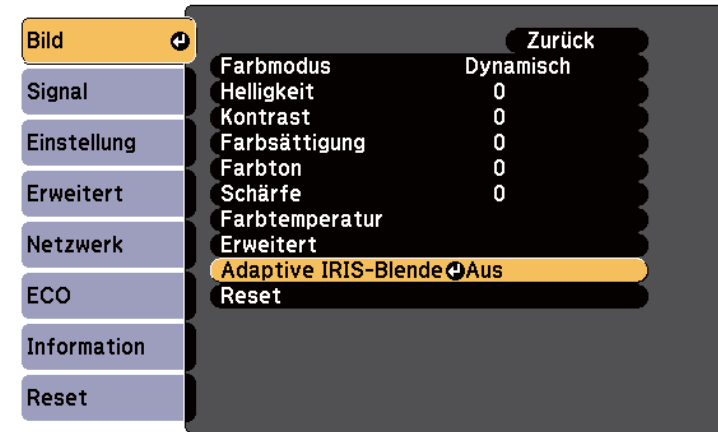 Bild
Signal
Einstellung
Erweitert
Netzwerk
ECO
Information
Reset
Zurück
Farbmodus Dynamisch
Helligkeit 0
Kontrast 0
Farbsättigung 0
Farbton 0
Schärfe 0
Farbtemperatur
Erweitert
Adaptive IRIS-Blende Aus
Reset